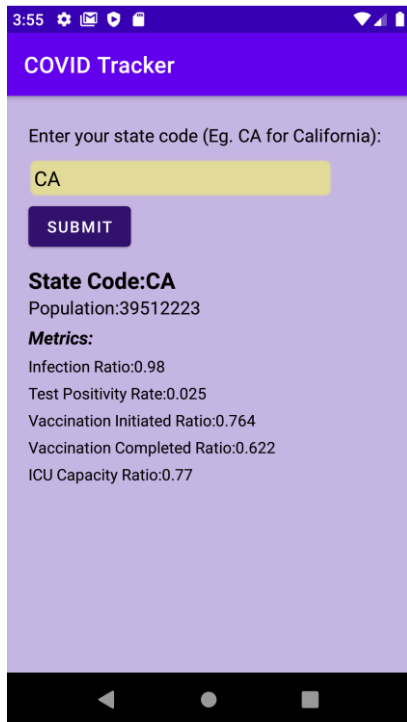 3:55
COVID Tracker
Enter your state code (Eg. CA for California):
CA
SUBMIT
State Code:CA
Population:39512223
Metrics:
Infection Ratio:0.98
Test Positivity Rate:0.025
Vaccination Initiated Ratio:0.764
Vaccination Completed Ratio:0.622
ICU Capacity Ratio:0.77